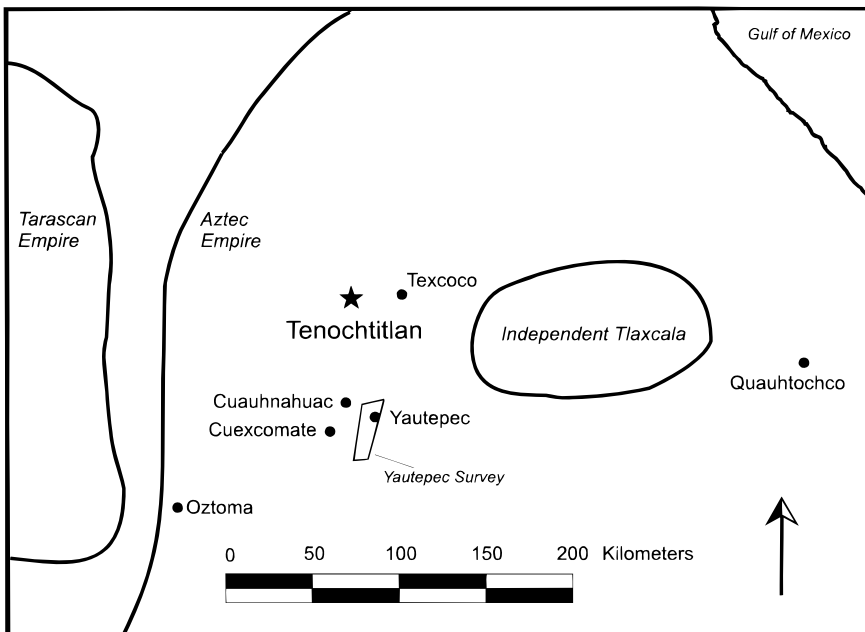 Gulf of Mexico
Tarascan
Empire
Aztec
Empire
Texcoco
Tenochtitlan
Independent Tlaxcala
Quauhtochco
Cuauhnahuac
Yautepec
Cuexcomate
Yautepec Survey
Oztoma
0 50 100 150 200 Kilometers